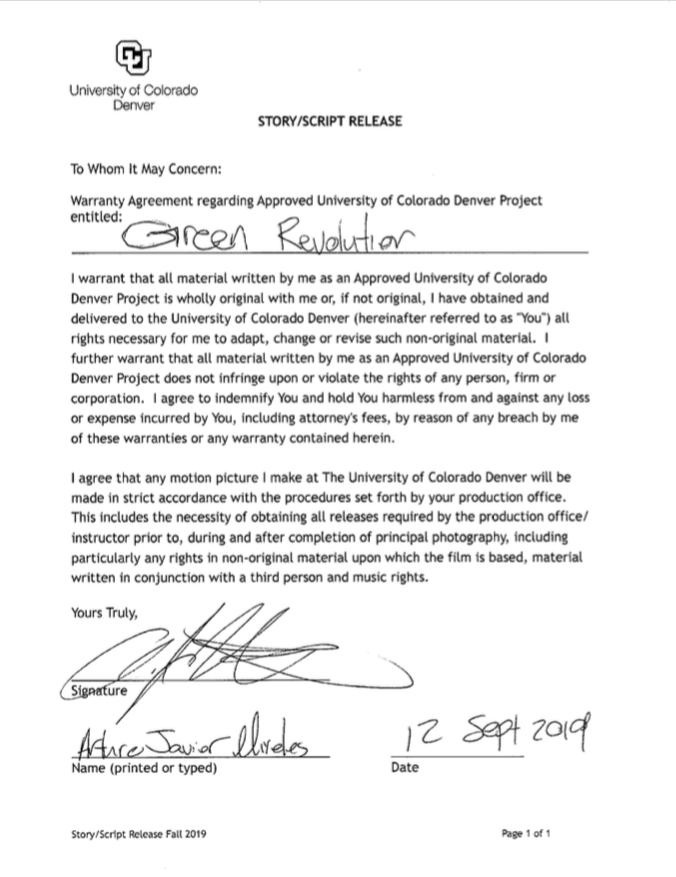 University of Colorado
Denver
STORY/SCRIPT RELEASE
To Whom It May Concern:
Warranty Agreement regarding Approved University of Colorado Denver Project
entitled:
Green Revolution
I warrant that all material written by me as an Approved University of Colorado
Denver Project is wholly original with me or, if not original, I have obtained and
delivered to the University of Colorado Denver (hereinafter referred to as "You") all
rights necessary for me to adapt, change or revise such non-original material. I
further warrant that all material written by me as an Approved University of Colorado
Denver Project does not infringe upon or violate the rights of any person, firm or
corporation. I agree to indemnify You and hold You harmless from and against any loss
or expense incurred by You, including attorney's fees, by reason of any breach by me
of these warranties or any warranty contained herein.
I agree that any motion picture I make at The University of Colorado Denver will be
made in strict accordance with the procedures set forth by your production office.
This includes the necessity of obtaining all releases required by the production office/
instructor prior to, during and after completion of principal photography, including
particularly any rights in non-original material upon which the film is based, material
written in conjunction with a third person and music rights.
Yours Truly,
Signature
Javier 12 Sept 2019
Name (printed or typed) Date
Story/Script Release Fall 2019 Page 1 of 1